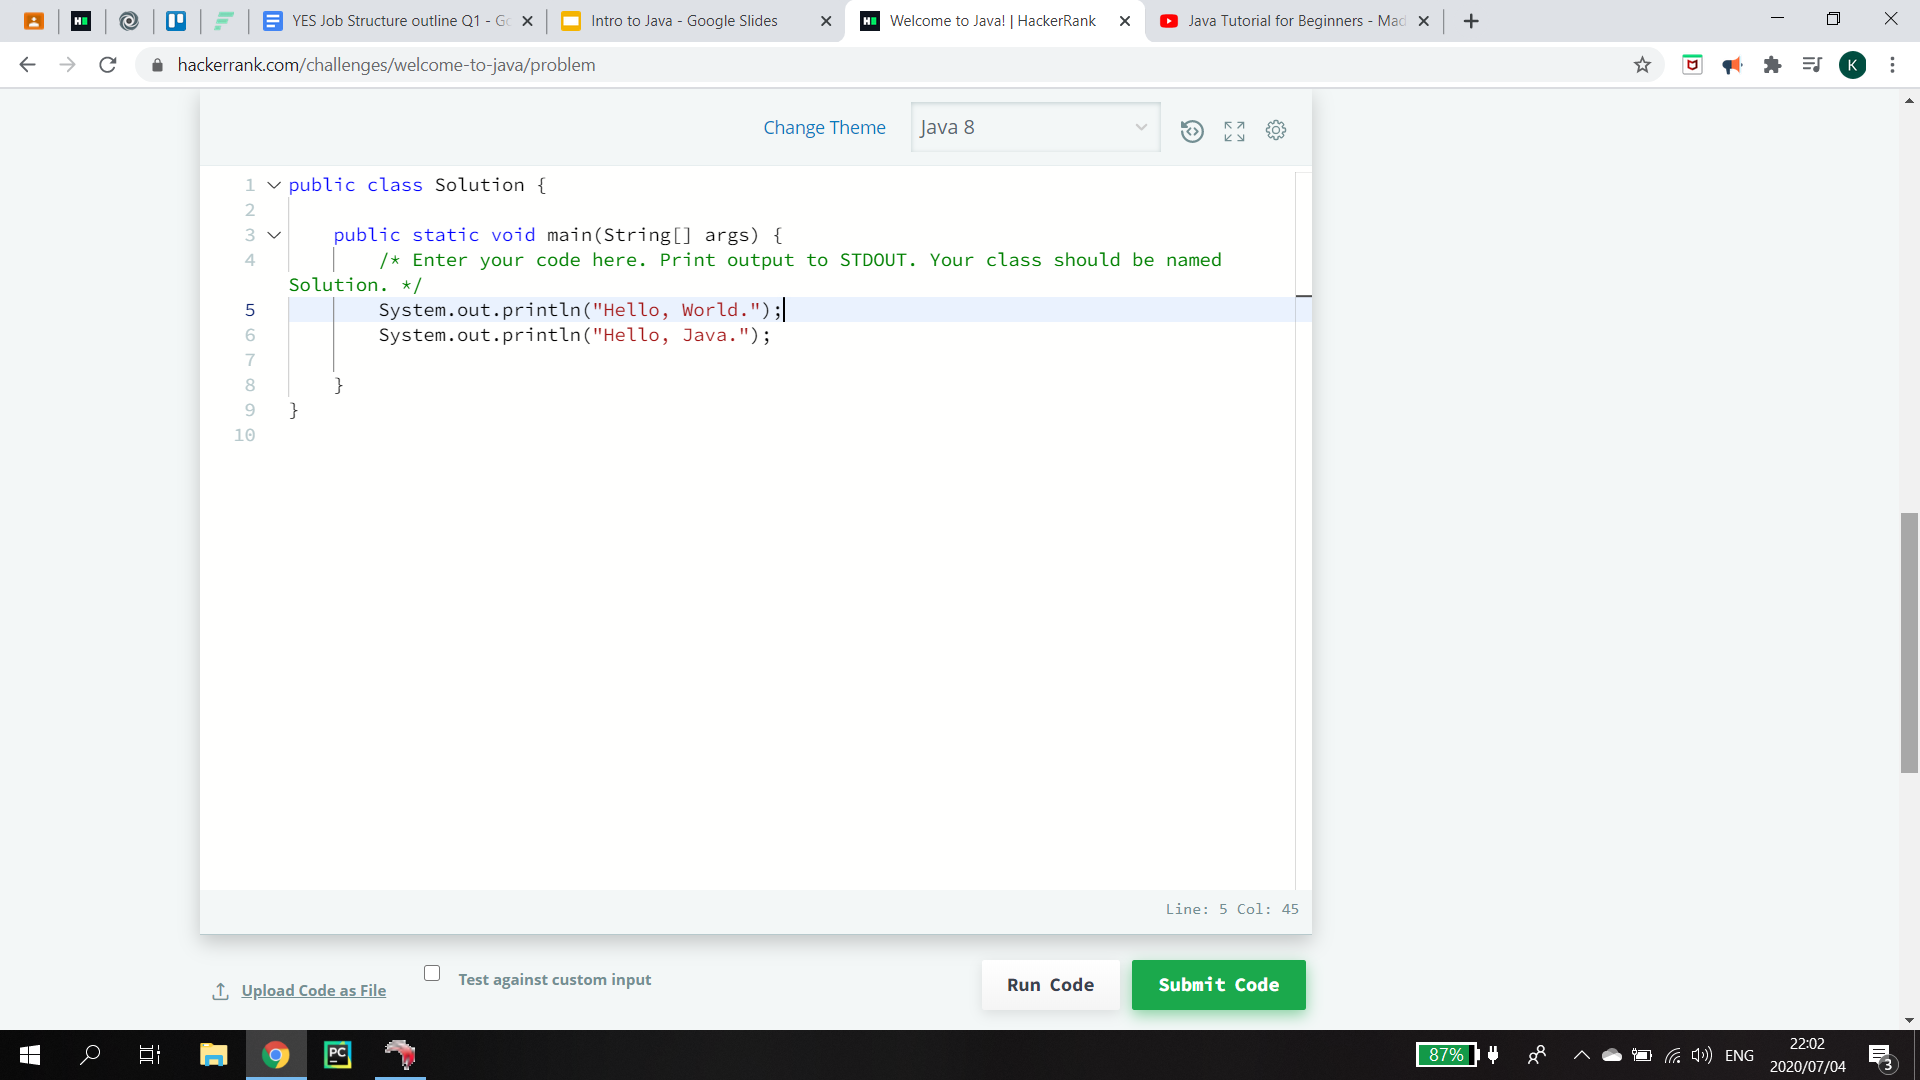 YES Job Structure outline Q1 - Go
Intro to Java - Google Slides
Welcome to Java! | HackerRank
Java Tutorial for Beginners - Mad
hackerrank.com/challenges/welcome-to-java/problem
K
Change Theme
Java 8
1 public class Solution {
2
3 public static void main(String[] args) {
4 /* Enter your code here. Print output to STDOUT. Your class should be named
Solution. */
5 System.out.println("Hello, World.");
6 System.out.println("Hello, Java.");
7
8 }
9 }
10
Line: 5 Col: 45
Upload Code as File
Test against custom input
Run Code
Submit Code
PC
87%
ENG
22:02
2020/07/04
3